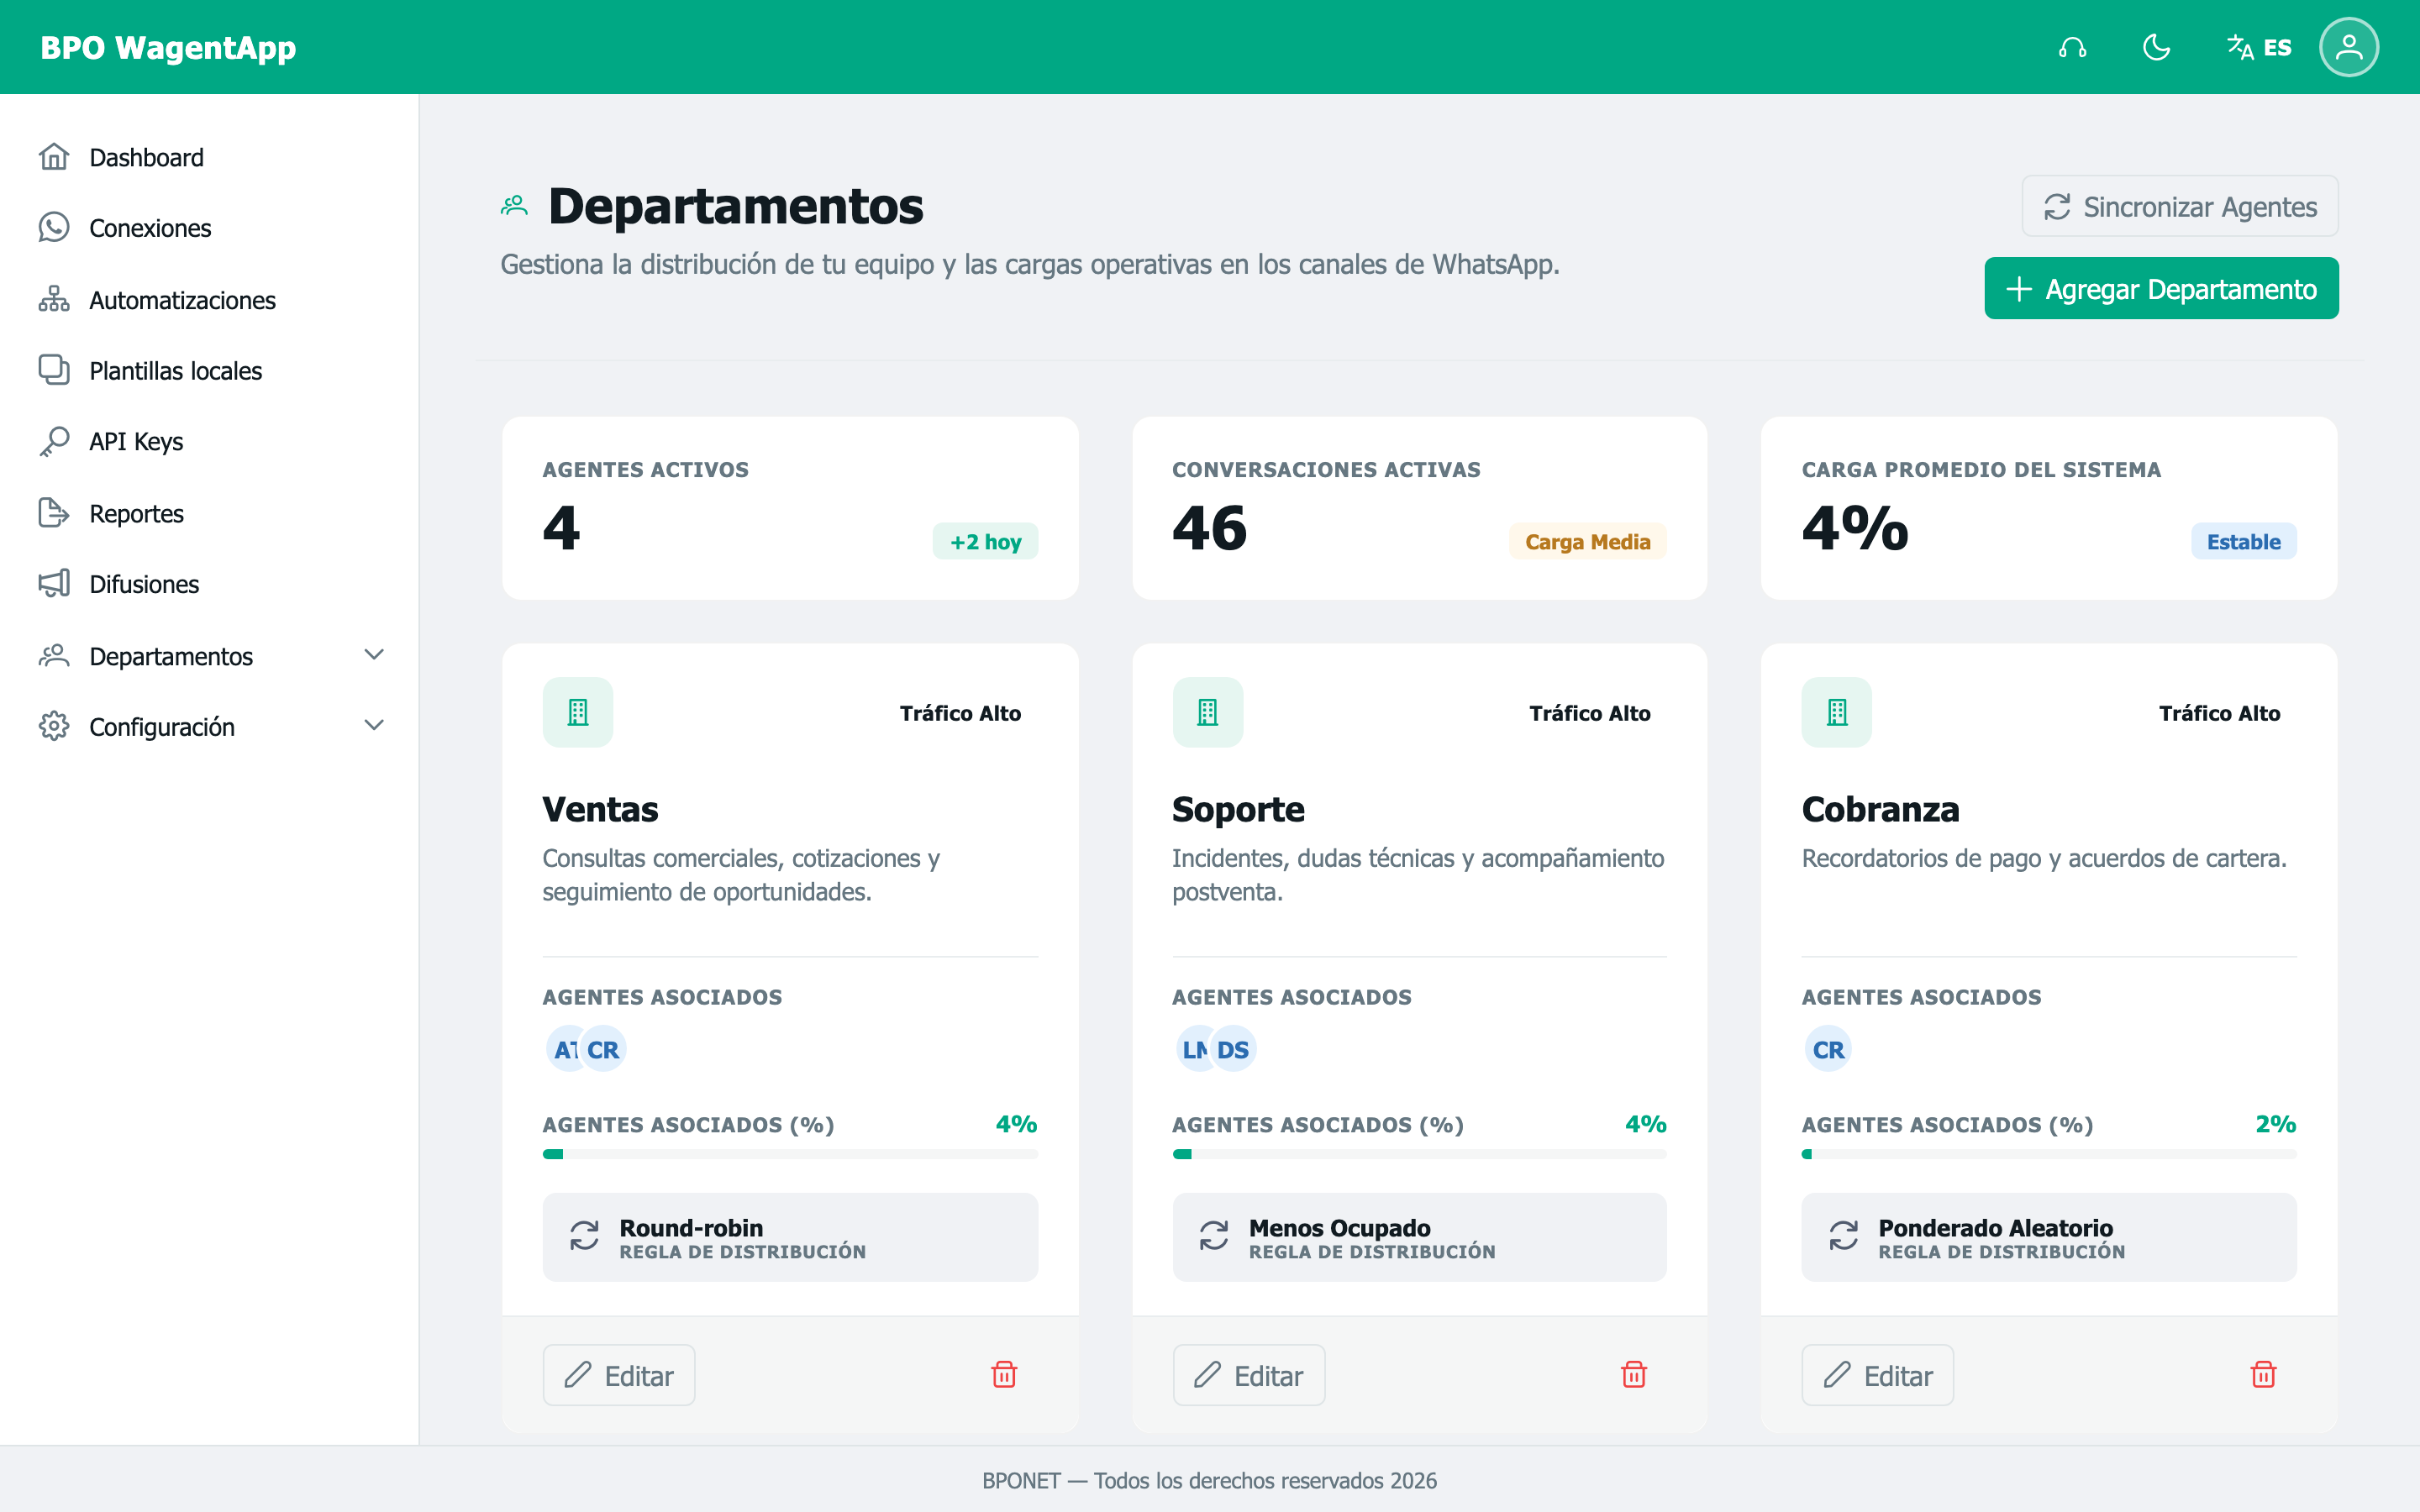 BPO WagentApp
ES
Dashboard
Conexiones
Automatizaciones
Plantillas locales
API Keys
Reportes
Difusiones
Departamentos
Configuración
Departamentos
Gestiona la distribución de tu equipo y las cargas operativas en los canales de WhatsApp.
Sincronizar Agentes
Agregar Departamento
AGENTES ACTIVOS
4
+2 hoy
CONVERSACIONES ACTIVAS
46
Carga Media
CARGA PROMEDIO DEL SISTEMA
4%
Estable
Tráfico Alto
Ventas
Consultas comerciales, cotizaciones y
seguimiento de oportunidades.
AGENTES ASOCIADOS
AT CR
AGENTES ASOCIADOS (%) 4%
Round-robin
REGLA DE DISTRIBUCIÓN
Editar
Tráfico Alto
Soporte
Incidentes, dudas técnicas y acompañamiento
postventa.
AGENTES ASOCIADOS
DS
AGENTES ASOCIADOS (%) 4%
Menos Ocupado
REGLA DE DISTRIBUCIÓN
Editar
Tráfico Alto
Cobranza
Recordatorios de pago y acuerdos de cartera.
AGENTES ASOCIADOS
CR
AGENTES ASOCIADOS (%) 2%
Ponderado Aleatorio
REGLA DE DISTRIBUCIÓN
Editar
BPONET — Todos los derechos reservados 2026